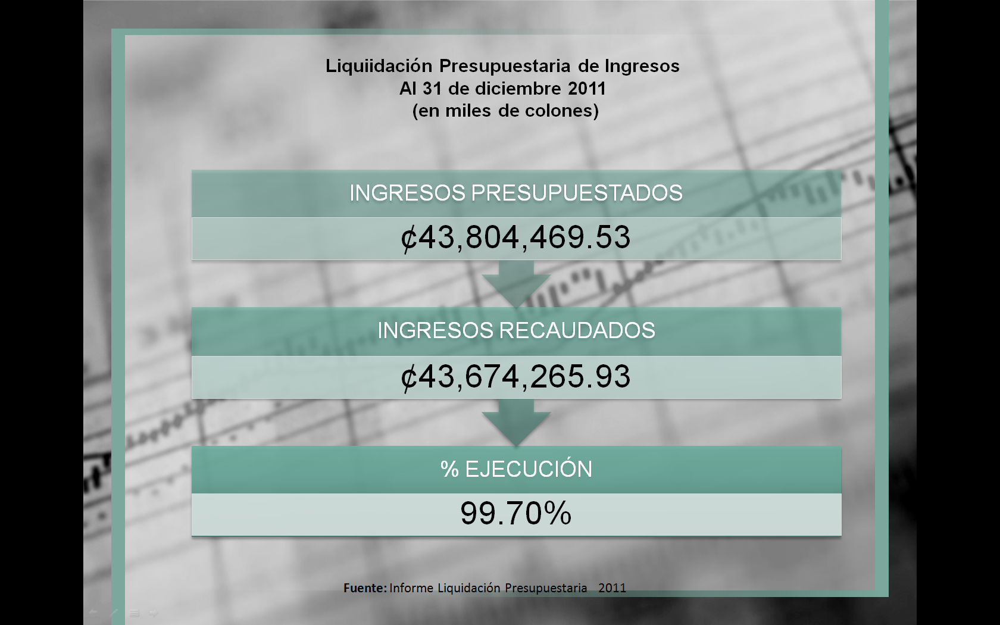 Liquiidación Presupuestaria de Ingresos
Al 31 de diciembre 2011
(en miles de colones)
INGRESOS PRESUPUESTADOS
₡43,804,469.53
INGRESOS RECAUDADOS
₡43,674,265.93
% EJECUCIÓN
99.70%
Fuente: Informe Liquidación Presupuestaria 2011